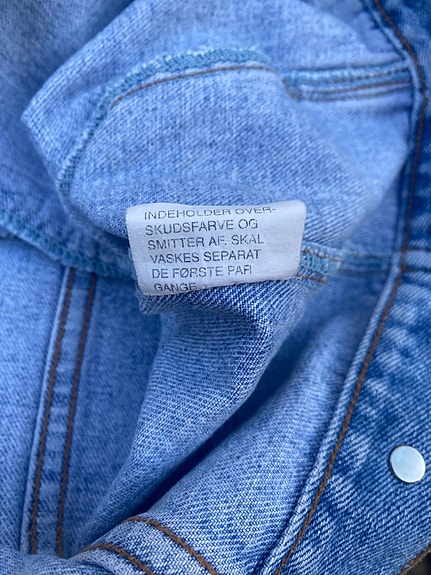 INDEHOLDER OVER-
SKUDSFARVE OG
SMITTER AF. SKAL
VASKES SEPARAT
DE FØRSTE PAR
GANGE.